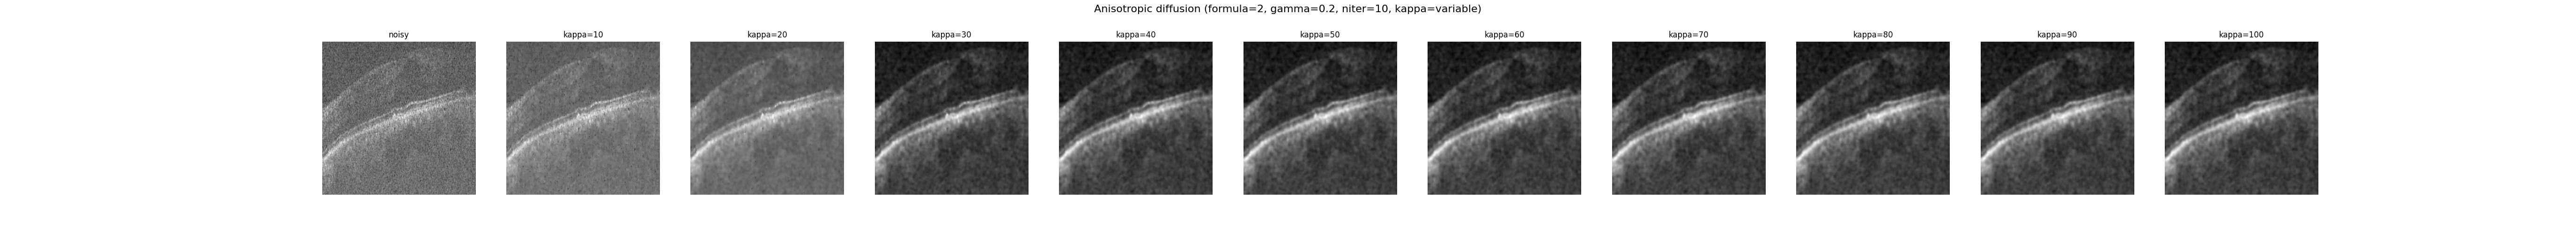 Anisotropic diffusion (formula=2, gamma=0.2, niter=10, kappa=variable)
noisy
kappa=10
kappa=20
kappa=30
kappa=40
kappa=50
kappa=60
kappa=70
kappa=80
kappa=90
kappa=100